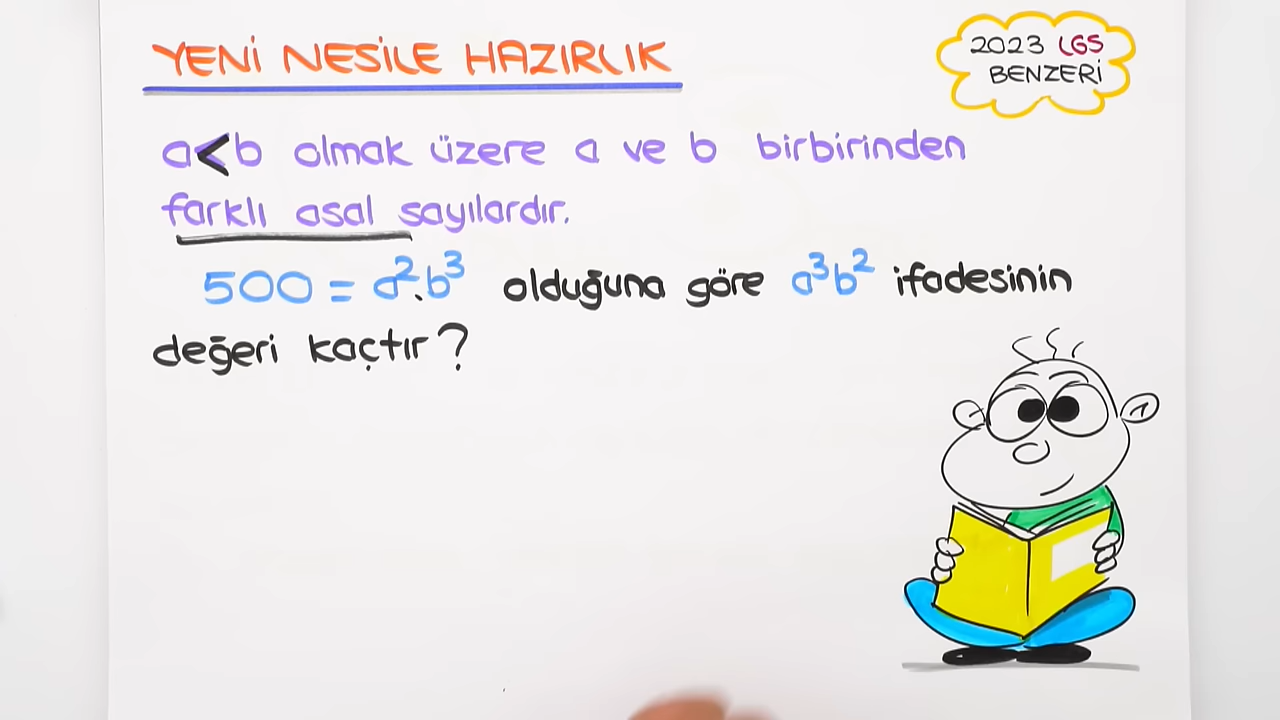 YENİ NESİLE HAZIRLIK
2023 LGS
BENZERİ
a<b olmak üzere a ve b birbirinden
farklı asal sayılardır.
500 = a².b³ olduğuna göre a³b² ifadesinin
değeri kaçtır?